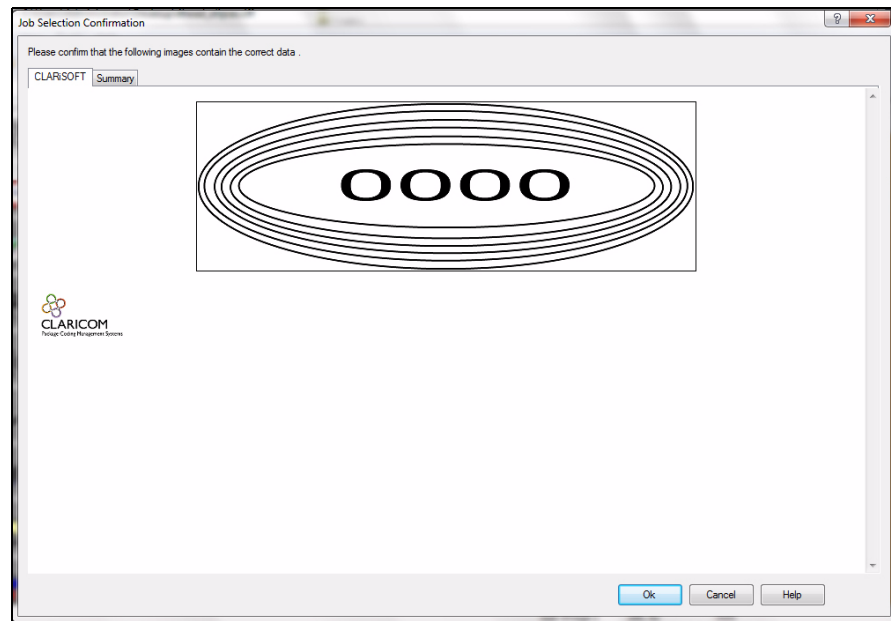 Job Selection Confirmation
Please confirm that the following images contain the correct data .
CLARiSOFT Summary
OOOO
CLARICOM
Package Coding Management Systems
Ok Cancel Help